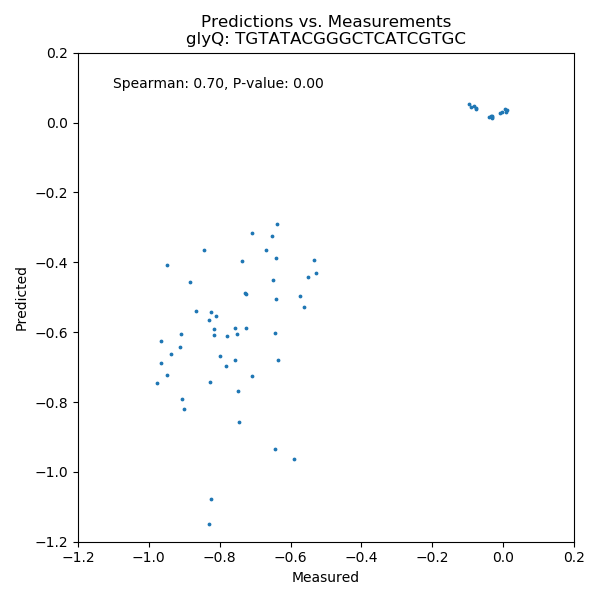 Predictions vs. Measurements
glyQ: TGTATACGGGCTCATCGTGC
Spearman: 0.70, P-value: 0.00
Predicted
0.2
0.0
−0.2
−0.4
−0.6
−0.8
−1.0
−1.2
−1.2 −1.0 −0.8 −0.6 −0.4 −0.2 0.0 0.2
Measured